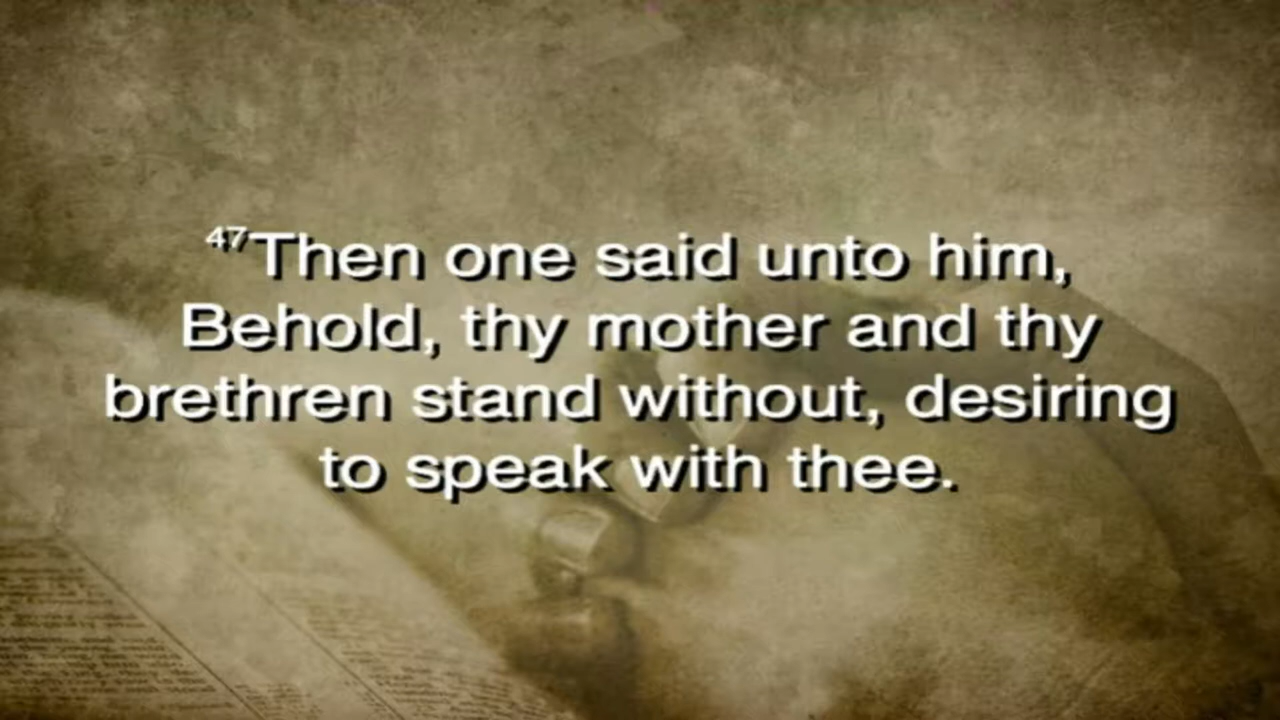 47Then one said unto him,
Behold, thy mother and thy
brethren stand without, desiring
to speak with thee.